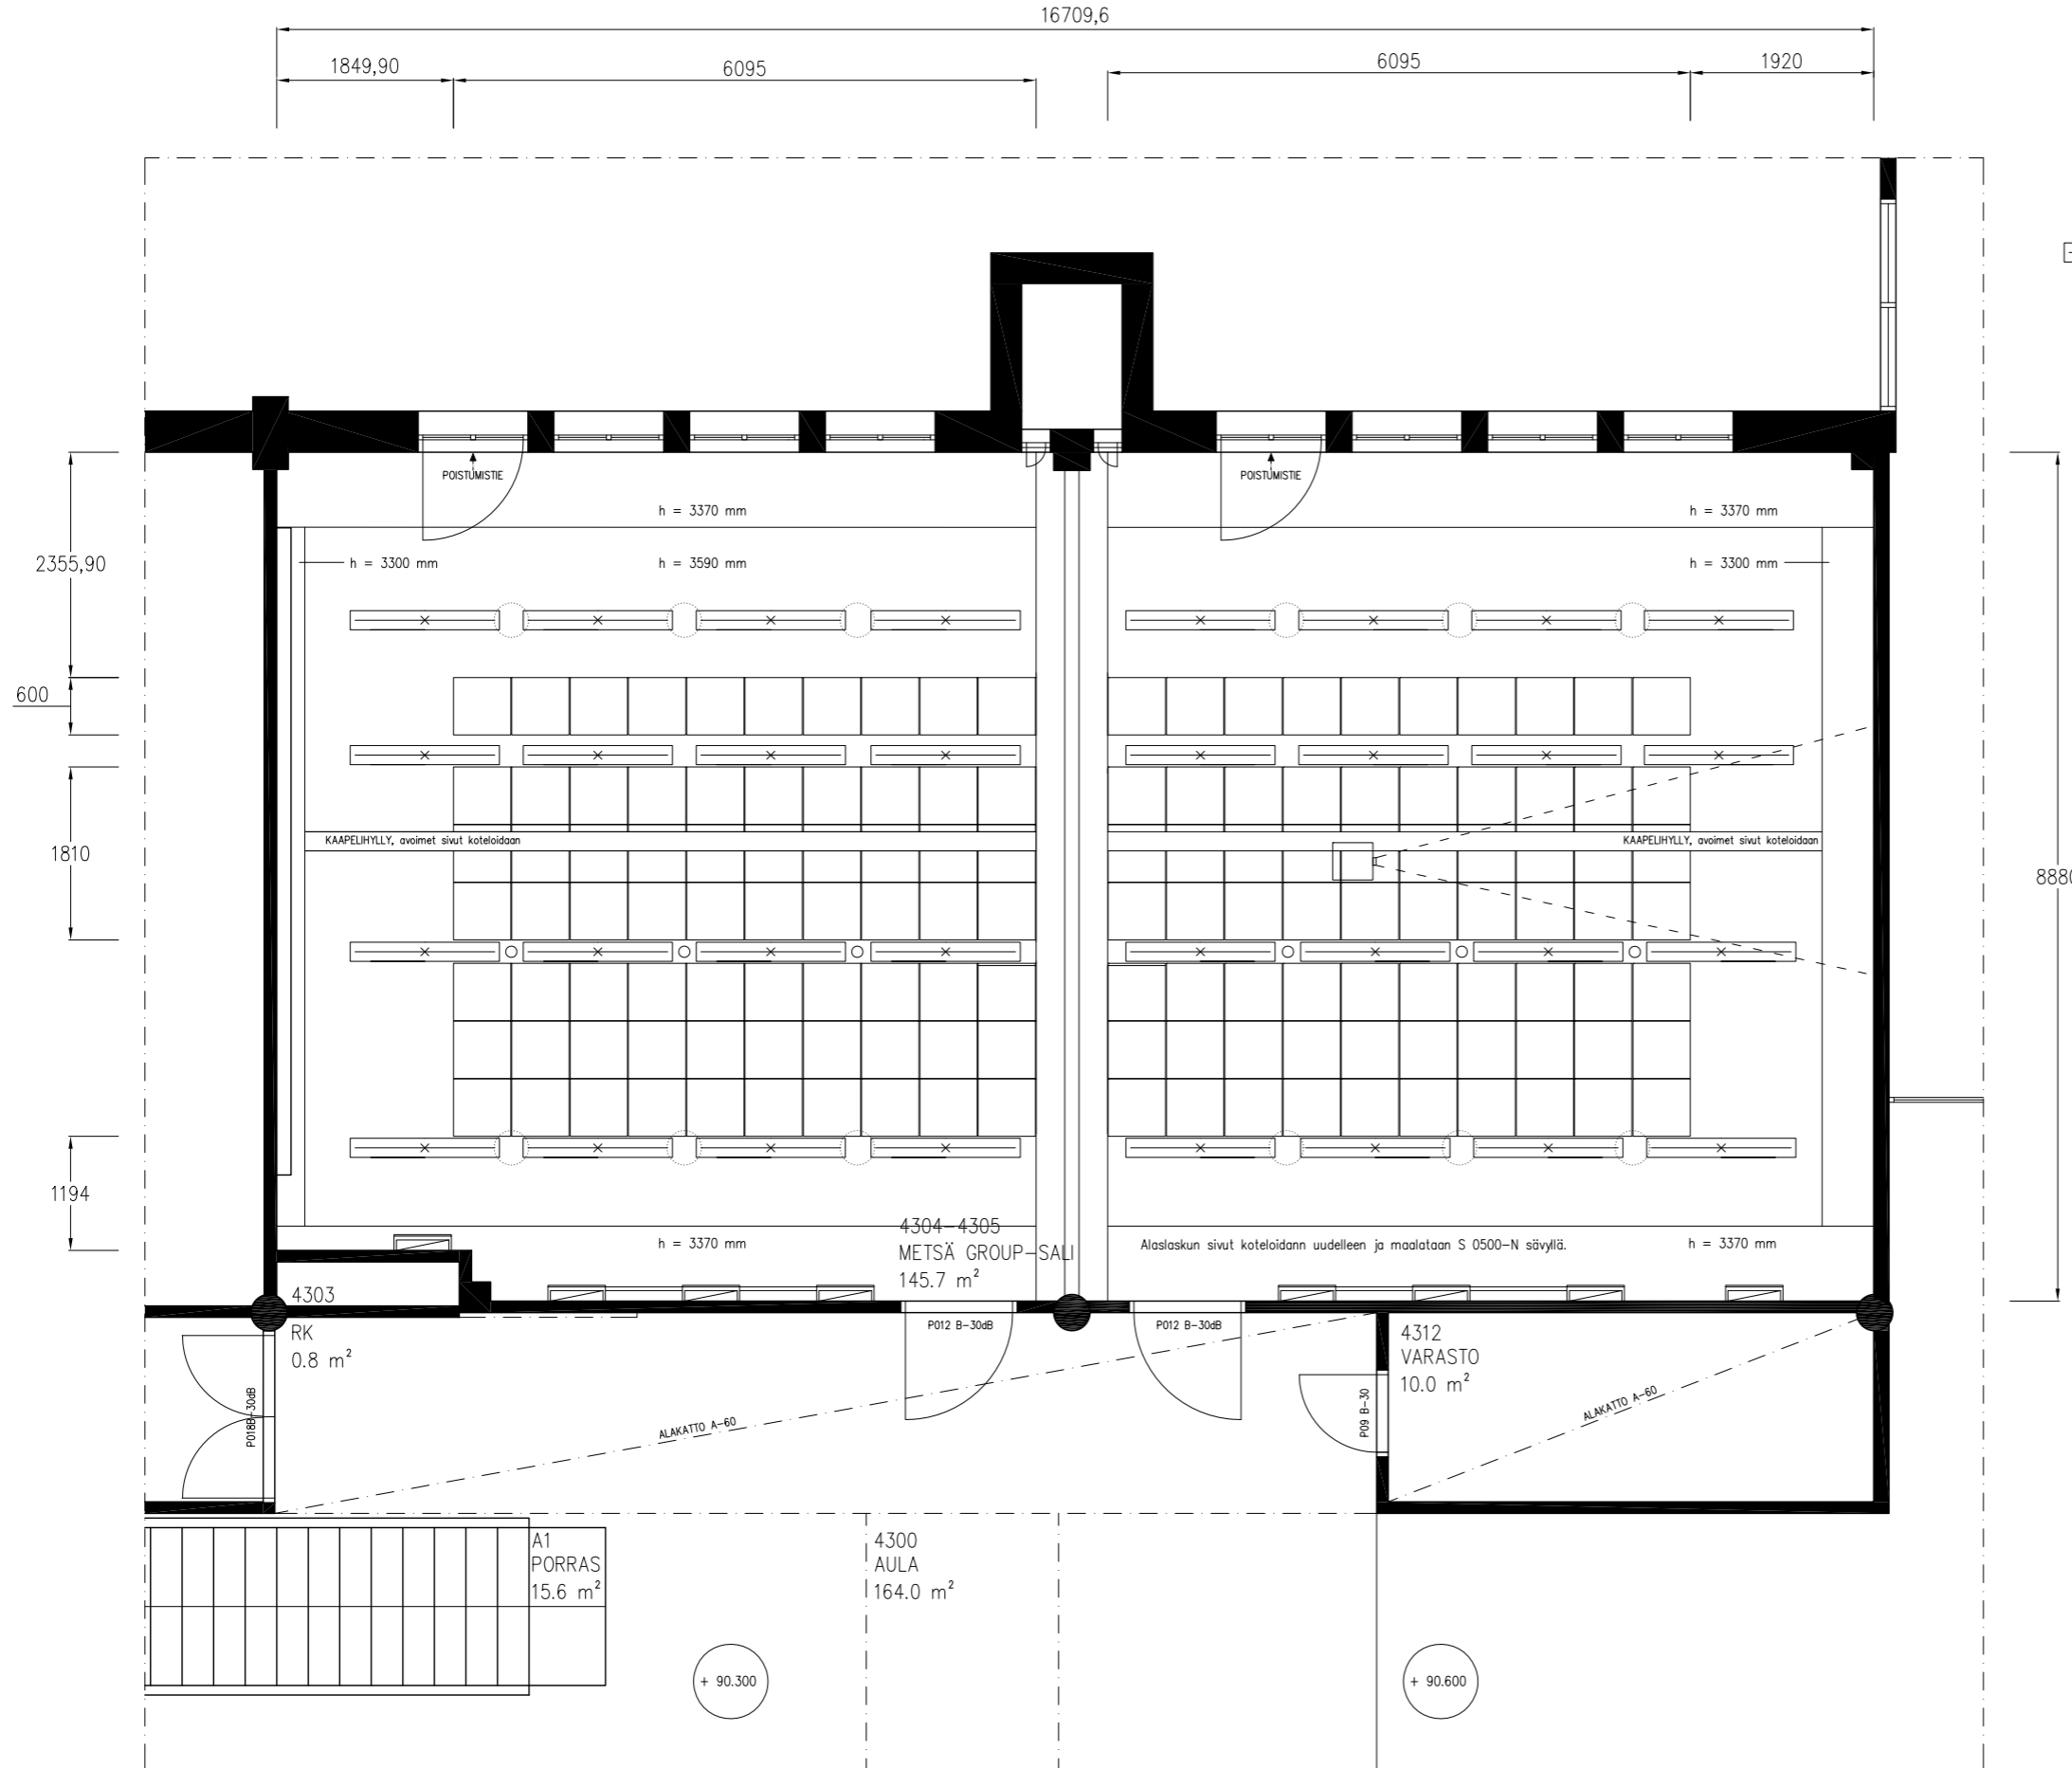 16709,6
1849,90
6095
6095
1920
POISTUMISTIE
POISTUMISTIE
h = 3370 mm
h = 3370 mm
2355,90
h = 3300 mm
h = 3590 mm
h = 3300 mm
600
KAAPELIHYLLY, avoimet sivut koteloidaan
KAAPELIHYLLY, avoimet sivut koteloidaan
1810
8880
1194
4304-4305
METSÄ GROUP-SALI
145.7 m²
h = 3370 mm
Alaslaskun sivut koteloidann uudelleen ja maalataan S 0500-N sävyllä.
h = 3370 mm
4303
RK
0.8 m²
P012 B-30dB
P012 B-30dB
4312
VARASTO
10.0 m²
P018B-30dB
P09 B-30
ALAKATTO A-60
ALAKATTO A-60
A1
PORRAS
15.6 m²
4300
AULA
164.0 m²
+ 90.300
+ 90.600